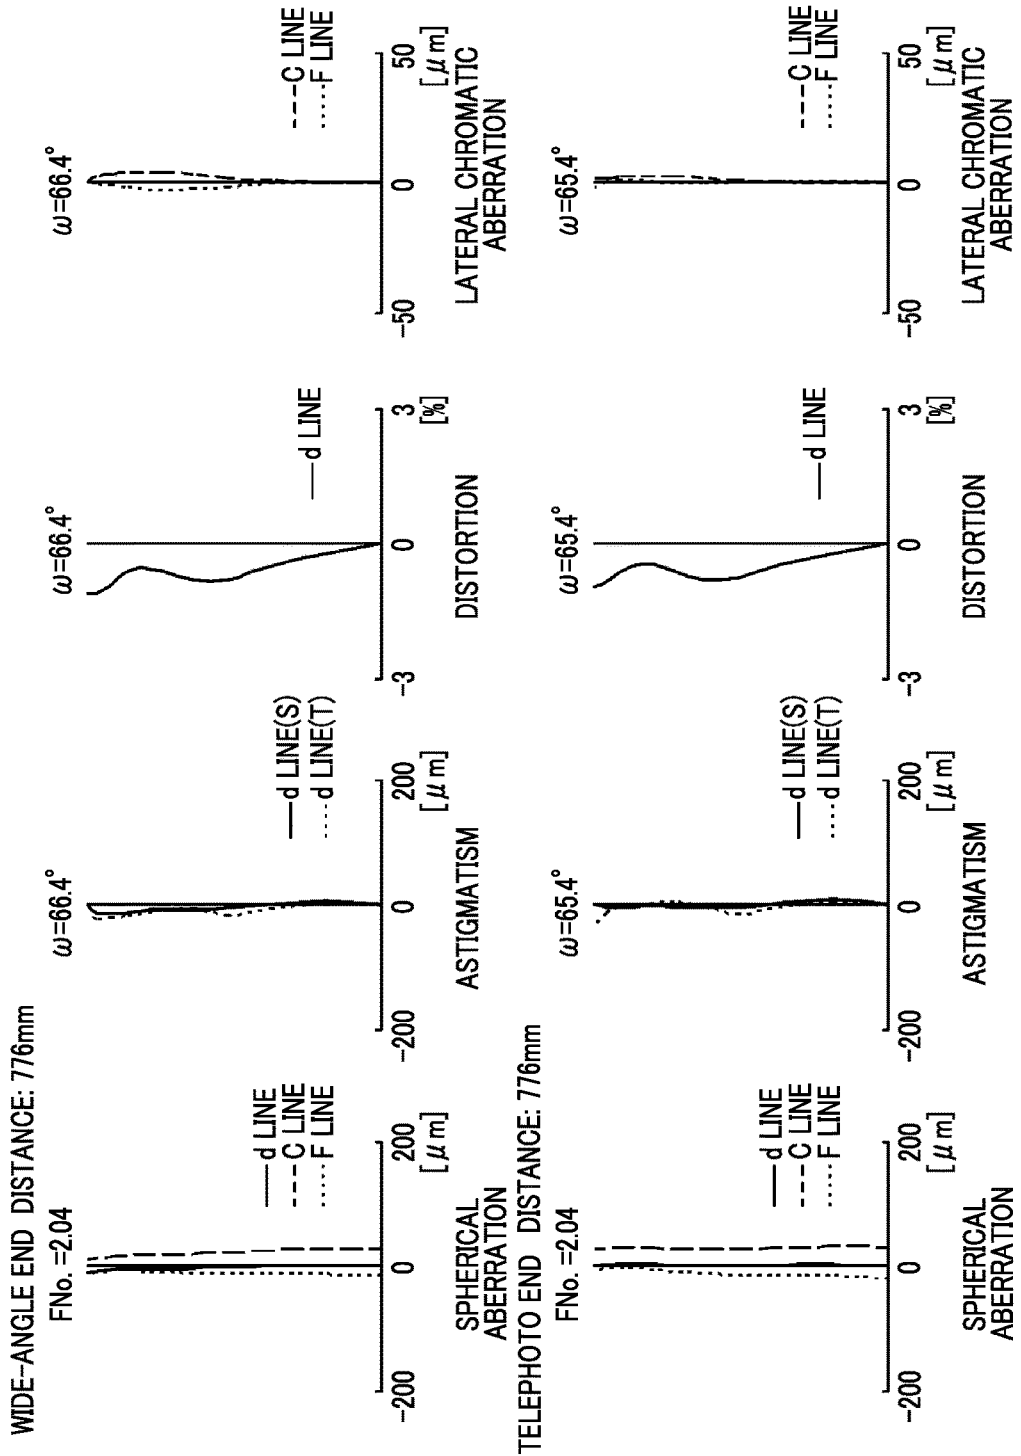 WIDE-ANGLE END DISTANCE: 776mm
FNo. =2.04
d LINE
C LINE
F LINE
-200
0
200
[μm]
SPHERICAL
ABERRATION
ω=66.4°
d LINE(S)
d LINE(T)
-200
0
200
[μm]
ASTIGMATISM
ω=66.4°
d LINE
-3
0
3
[%]
DISTORTION
ω=66.4°
C LINE
F LINE
-50
0
50
[μm]
LATERAL CHROMATIC
ABERRATION
TELEPHOTO END DISTANCE: 776mm
FNo. =2.04
d LINE
C LINE
F LINE
-200
0
200
[μm]
SPHERICAL
ABERRATION
ω=65.4°
d LINE(S)
d LINE(T)
-200
0
200
[μm]
ASTIGMATISM
ω=65.4°
d LINE
-3
0
3
[%]
DISTORTION
ω=65.4°
C LINE
F LINE
-50
0
50
[μm]
LATERAL CHROMATIC
ABERRATION